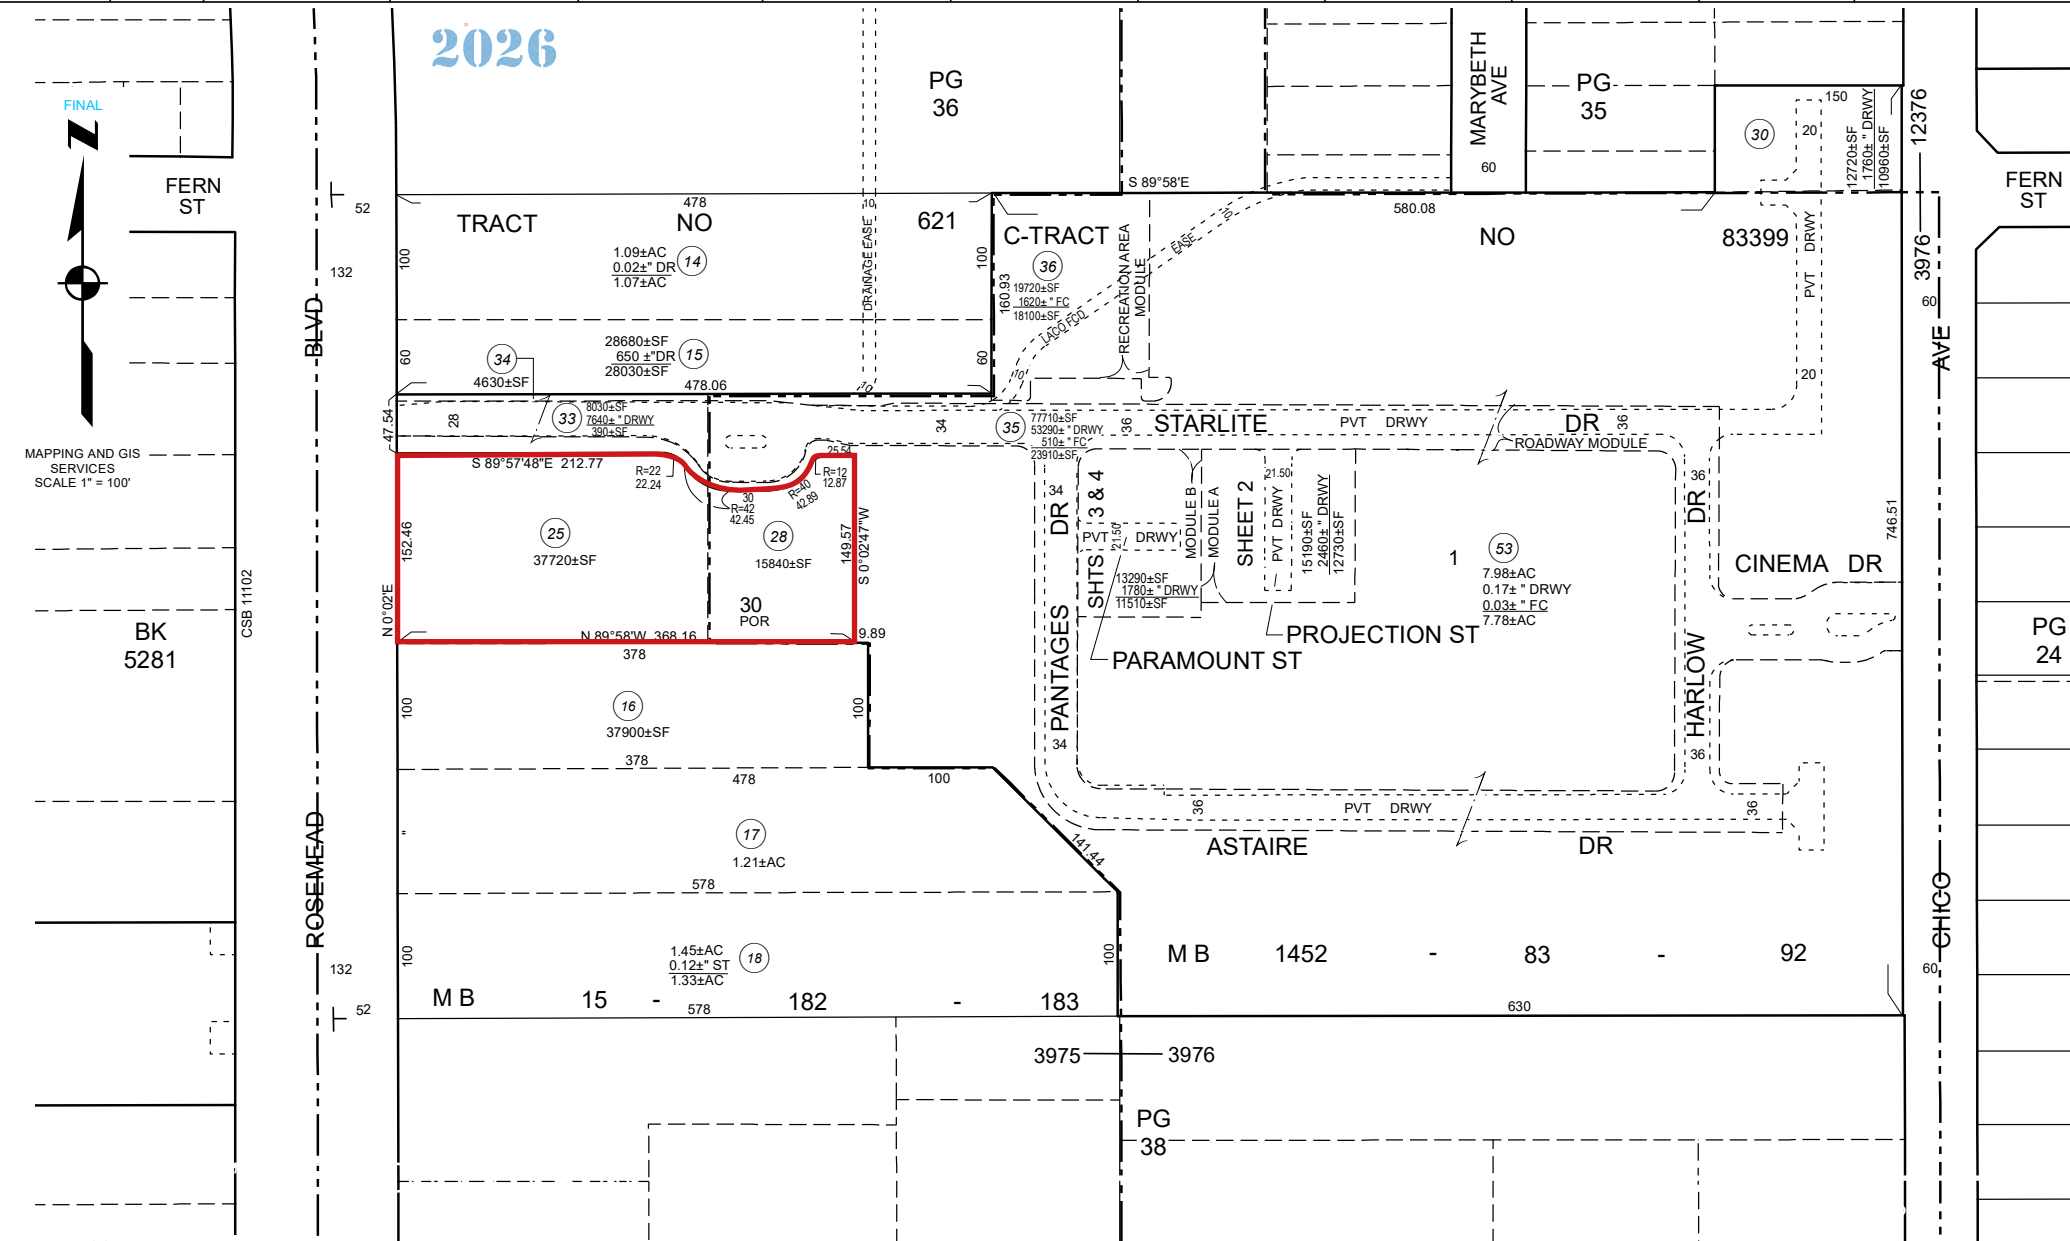 2026
FINAL
MAPPING AND GIS
SERVICES
SCALE 1" = 100'
FERN
ST
52
132
BLVD
ROSEMEAD
CSB 11102
BK
5281
132
52
PG
36
MARYBETH
AVE
60
PG
35
30
150
20
12720±SF
1760± " DRWY
10960±SF
12376
3976
FERN
ST
60
AVE
CHICO
60
PG
24
S 89°58'E
580.08
478
TRACT NO 621
1.09±AC
0.02±" DR
1.07±AC
14
100
100
10
DRAINAGE EASE
10
28680±SF
650 ±"DR
28030±SF
15
60
60
478.06
34
4630±SF
33
8030±SF
7640± " DRWY
390±SF
47.54
28
C-TRACT NO 83399
36
19720±SF
1620± " FC
18100±SF
160.93
RECREATION AREA
MODULE
LACO FCD
EASE
10
10
35
77710±SF
53290± " DRWY
510± " FC
23910±SF
34
36
STARLITE DR
PVT DRWY
36
ROADWAY MODULE
PVT DRWY
20
S 89°57'48"E 212.77
R=22
22.24
30
R=42
42.45
R=40
42.89
25.54
R=12
12.87
152.46
N 0°02'E
25
37720±SF
28
15840±SF
149.57
S 0°02'47"W
30
POR
N 89°58'W 368.16
9.89
378
100
16
37900±SF
100
378
478
100
17
1.21±AC
"
141.44
578
1.45±AC
0.12±" ST
1.33±AC
18
100
100
M B 15 - 182 - 183
578
34
PANTAGES DR
34
SHTS 3 & 4
PVT DRWY
21.50
13290±SF
1780± " DRWY
11510±SF
MODULE B
MODULE A
SHEET 2
21.50
PVT DRWY
15190±SF
2460± " DRWY
12730±SF
PROJECTION ST
PARAMOUNT ST
1
53
7.98±AC
0.17± " DRWY
0.03± " FC
7.78±AC
36
HARLOW DR
36
CINEMA DR
746.51
36
PVT DRWY
36
ASTAIRE DR
M B 1452 - 83 - 92
630
3975
3976
PG
38